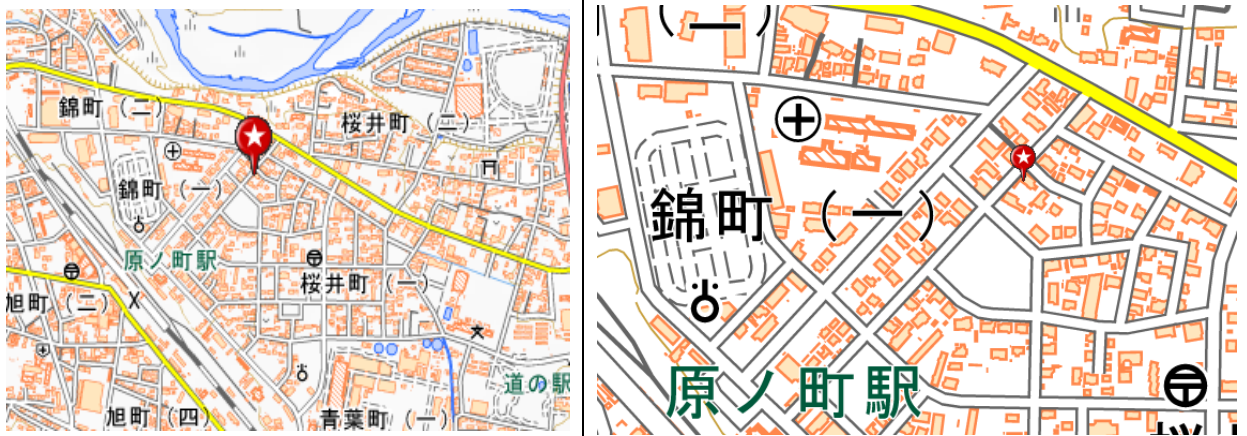 錦町（二）
桜井町（二）
錦町（一）
原ノ町駅
桜井町（一）
旭町（二）
道の駅
旭町（四）
青葉町（一）
（一）
錦町（一）
原ノ町駅